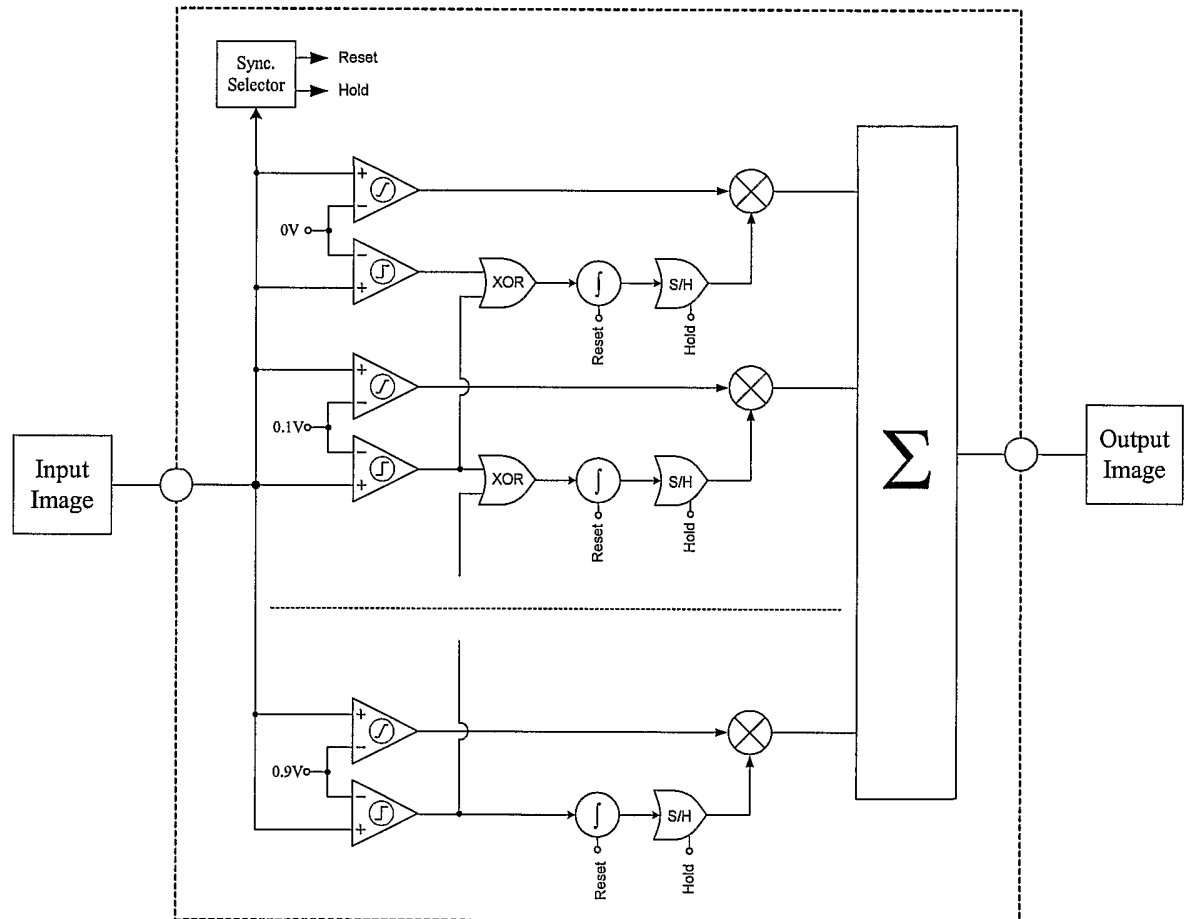 Sync.
Selector
Reset
Hold
+
−
0V
−
+
XOR
∫
S/H
Reset
Hold
+
−
0.1V
−
+
XOR
∫
S/H
Reset
Hold
Input
Image
Σ
Output
Image
+
−
0.9V
−
+
∫
S/H
Reset
Hold